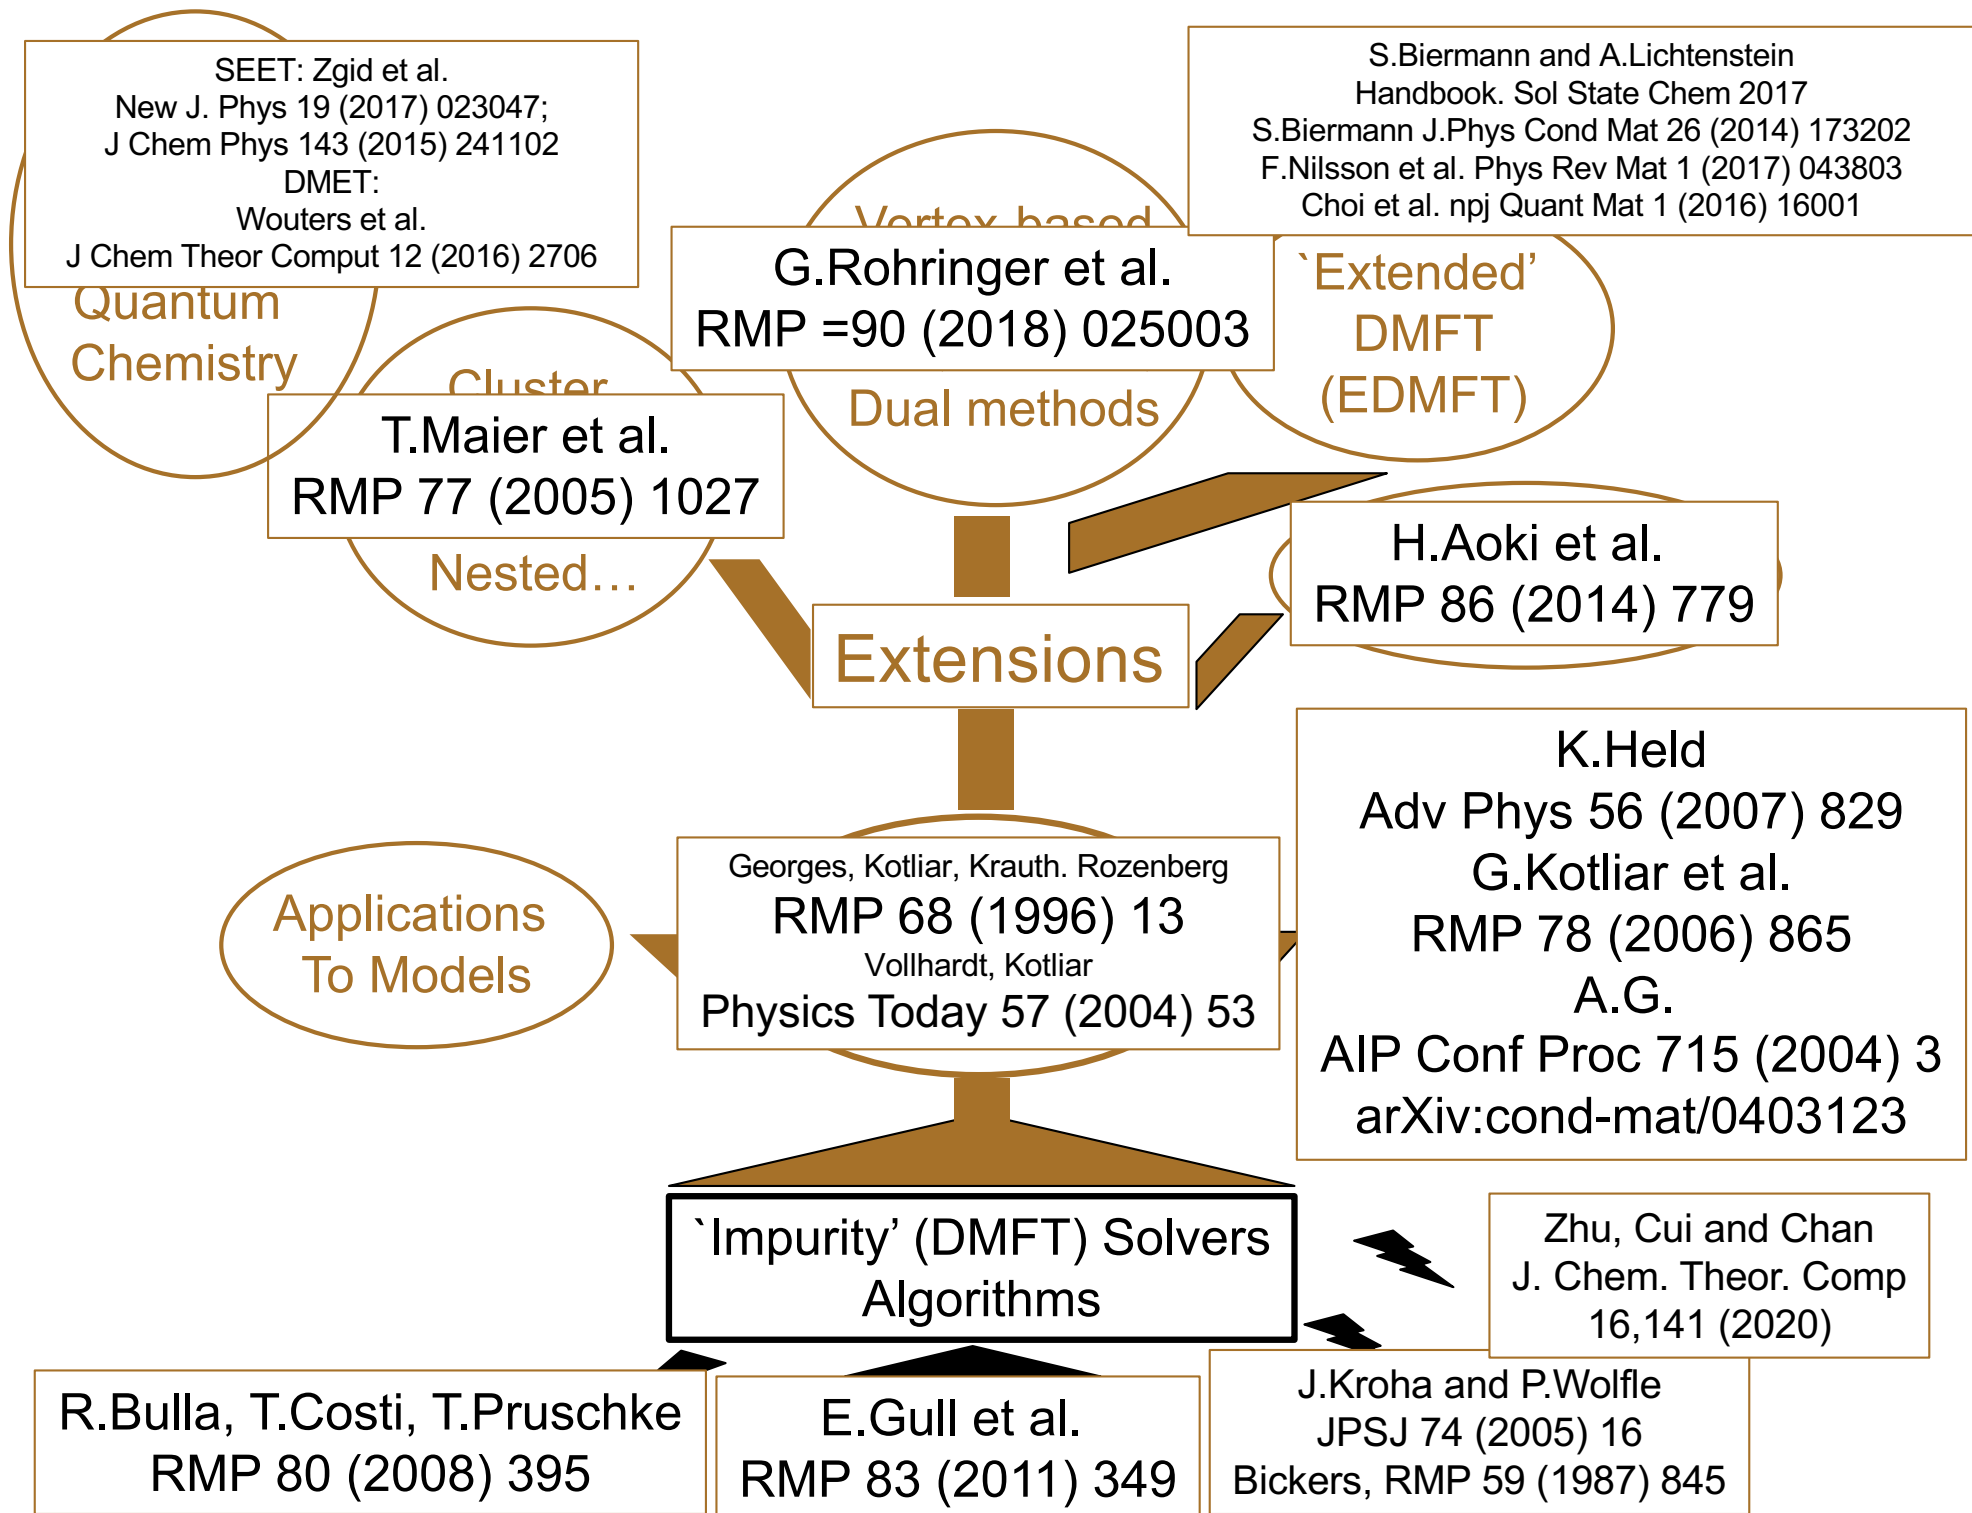 SEET: Zgid et al.
New J. Phys 19 (2017) 023047;
J Chem Phys 143 (2015) 241102
DMET:
Wouters et al.
J Chem Theor Comput 12 (2016) 2706
Quantum
Chemistry
S.Biermann and A.Lichtenstein
Handbook. Sol State Chem 2017
S.Biermann J.Phys Cond Mat 26 (2014) 173202
F.Nilsson et al. Phys Rev Mat 1 (2017) 043803
Choi et al. npj Quant Mat 1 (2016) 16001
`Extended’
DMFT
(EDMFT)
Vertex based
G.Rohringer et al.
RMP =90 (2018) 025003
Dual methods
Cluster
T.Maier et al.
RMP 77 (2005) 1027
Nested…
H.Aoki et al.
RMP 86 (2014) 779
Extensions
Applications
To Models
Georges, Kotliar, Krauth. Rozenberg
RMP 68 (1996) 13
Vollhardt, Kotliar
Physics Today 57 (2004) 53
K.Held
Adv Phys 56 (2007) 829
G.Kotliar et al.
RMP 78 (2006) 865
A.G.
AIP Conf Proc 715 (2004) 3
arXiv:cond-mat/0403123
`Impurity’ (DMFT) Solvers
Algorithms
Zhu, Cui and Chan
J. Chem. Theor. Comp
16,141 (2020)
R.Bulla, T.Costi, T.Pruschke
RMP 80 (2008) 395
E.Gull et al.
RMP 83 (2011) 349
J.Kroha and P.Wolfle
JPSJ 74 (2005) 16
Bickers, RMP 59 (1987) 845